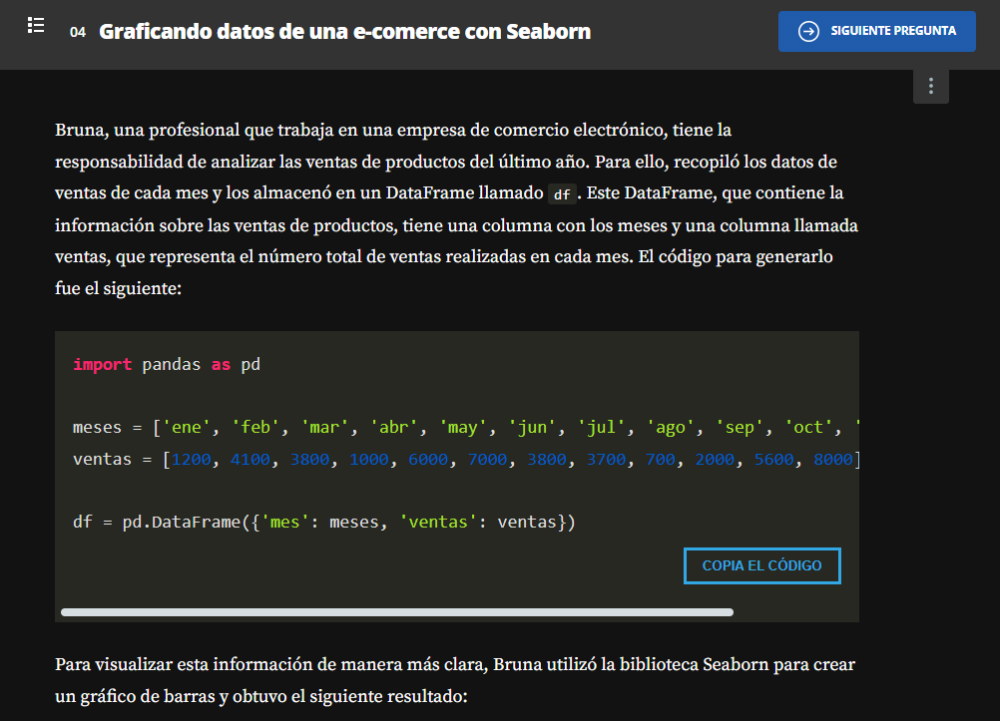 04 Graficando datos de una e-comerce con Seaborn
SIGUIENTE PREGUNTA
Bruna, una profesional que trabaja en una empresa de comercio electrónico, tiene la
responsabilidad de analizar las ventas de productos del último año. Para ello, recopiló los datos de
ventas de cada mes y los almacenó en un DataFrame llamado df. Este DataFrame, que contiene la
información sobre las ventas de productos, tiene una columna con los meses y una columna llamada
ventas, que representa el número total de ventas realizadas en cada mes. El código para generarlo
fue el siguiente:
import pandas as pd
meses = ['ene', 'feb', 'mar', 'abr', 'may', 'jun', 'jul', 'ago', 'sep', 'oct', '
ventas = [1200, 4100, 3800, 1000, 6000, 7000, 3800, 3700, 700, 2000, 5600, 8000]
df = pd.DataFrame({'mes': meses, 'ventas': ventas})
COPIA EL CÓDIGO
Para visualizar esta información de manera más clara, Bruna utilizó la biblioteca Seaborn para crear
un gráfico de barras y obtuvo el siguiente resultado: